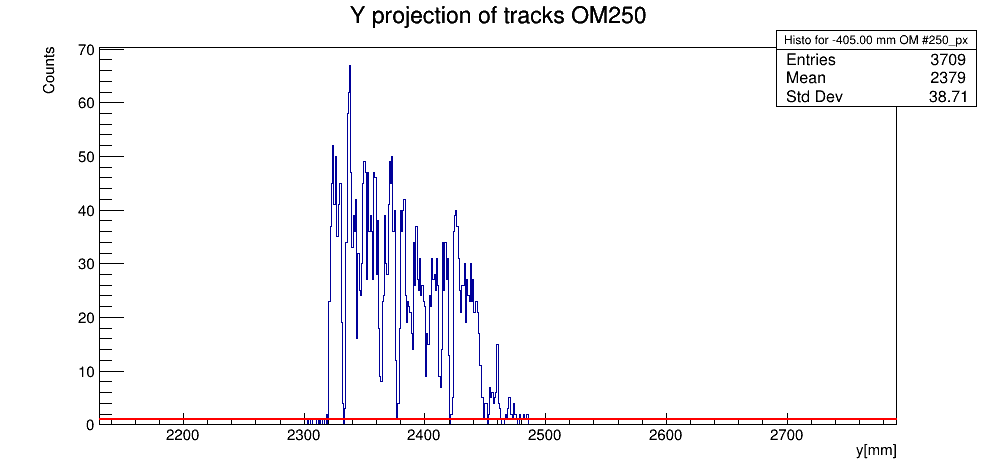 Y projection of tracks OM250
Histo for -405.00 mm OM #250_px
Entries 3709
Mean 2379
Std Dev 38.71
Counts
70
60
50
40
30
20
10
0
2200 2300 2400 2500 2600 2700
y[mm]